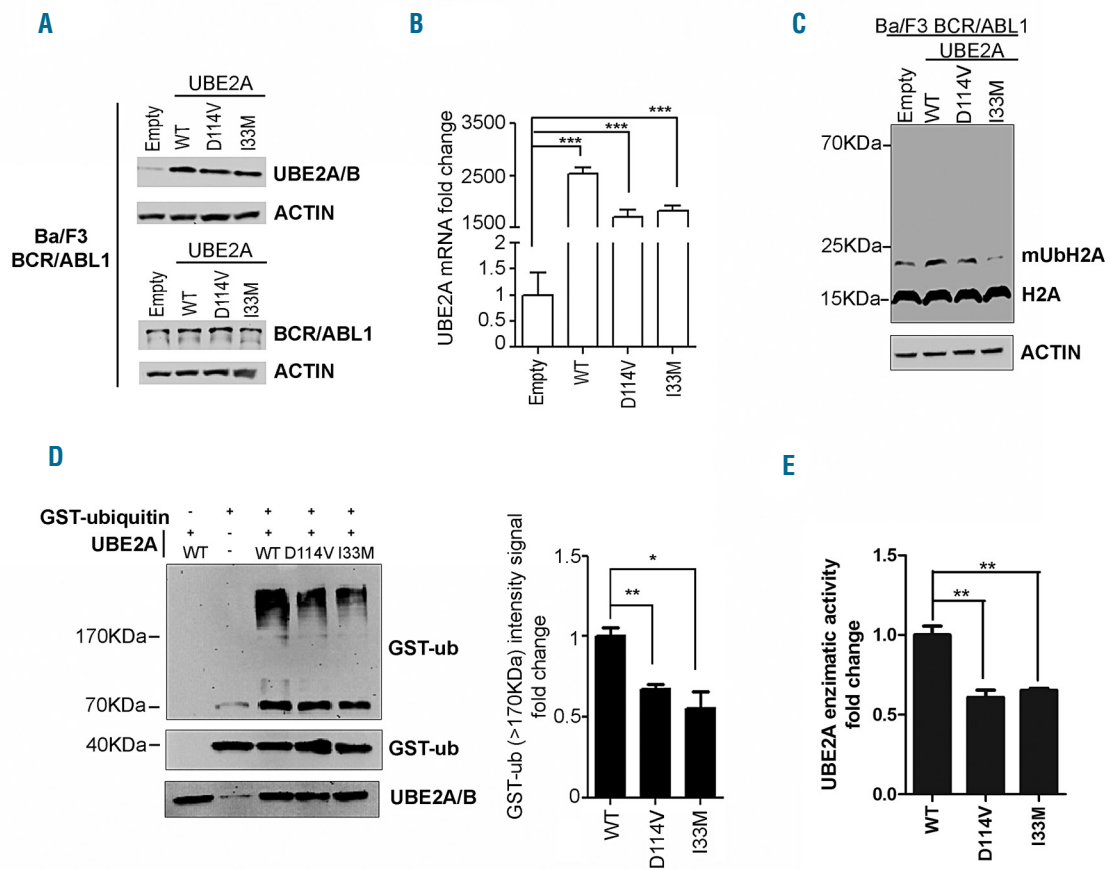 A
UBE2A
Empty
WT
D114V
I33M
UBE2A/B
ACTIN
Ba/F3
BCR/ABL1
UBE2A
Empty
WT
D114V
I33M
BCR/ABL1
ACTIN
B
UBE2A mRNA fold change
3500
2500
1500
2
1.5
1
0.5
0
***
***
***
Empty
WT
D114V
I33M
C
Ba/F3 BCR/ABL1
UBE2A
Empty
WT
D114V
I33M
70KDa
25KDa
15KDa
mUbH2A
H2A
ACTIN
D
GST-ubiquitin - + + + +
UBE2A + - + + +
WT - WT D114V I33M
170KDa
70KDa
40KDa
GST-ub
GST-ub
UBE2A/B
GST-ub (>170KDa) intensity signal
fold change
1.5
1
0.5
0
**
*
WT
D114V
I33M
E
UBE2A enzimatic activity
fold change
1.5
1.0
0.5
0.0
**
**
WT
D114V
I33M